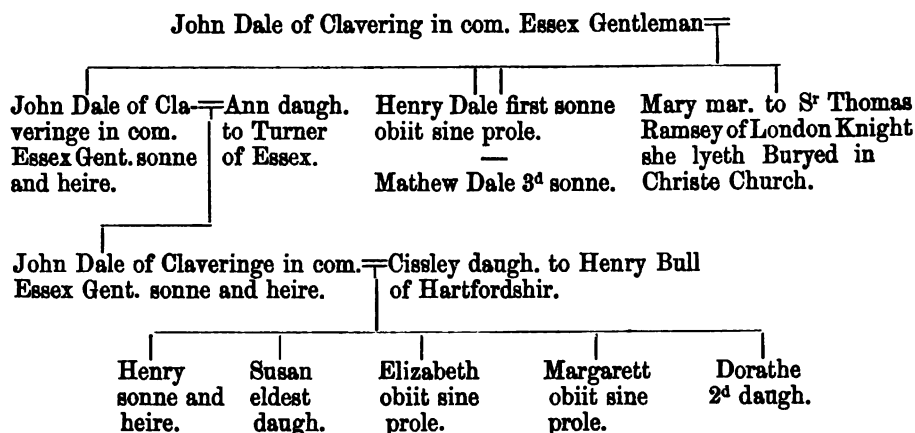 John Dale of Clavering in com. Essex Gentleman
John Dale of Cla-
veringe in com.
Essex Gent. sonne
and heire.
Ann daugh.
to Turner
of Essex.
Henry Dale first sonne
obiit sine prole.
—
Mathew Dale 3d sonne.
Mary mar. to Sr Thomas
Ramsey of London Knight
she lyeth Buryed in
Christe Church.
John Dale of Claveringe in com.
Essex Gent. sonne and heire.
Cissley daugh. to Henry Bull
of Hartfordshir.
Henry
sonne and
heire.
Susan
eldest
daugh.
Elizabeth
obiit sine
prole.
Margarett
obiit sine
prole.
Dorathe
2d daugh.